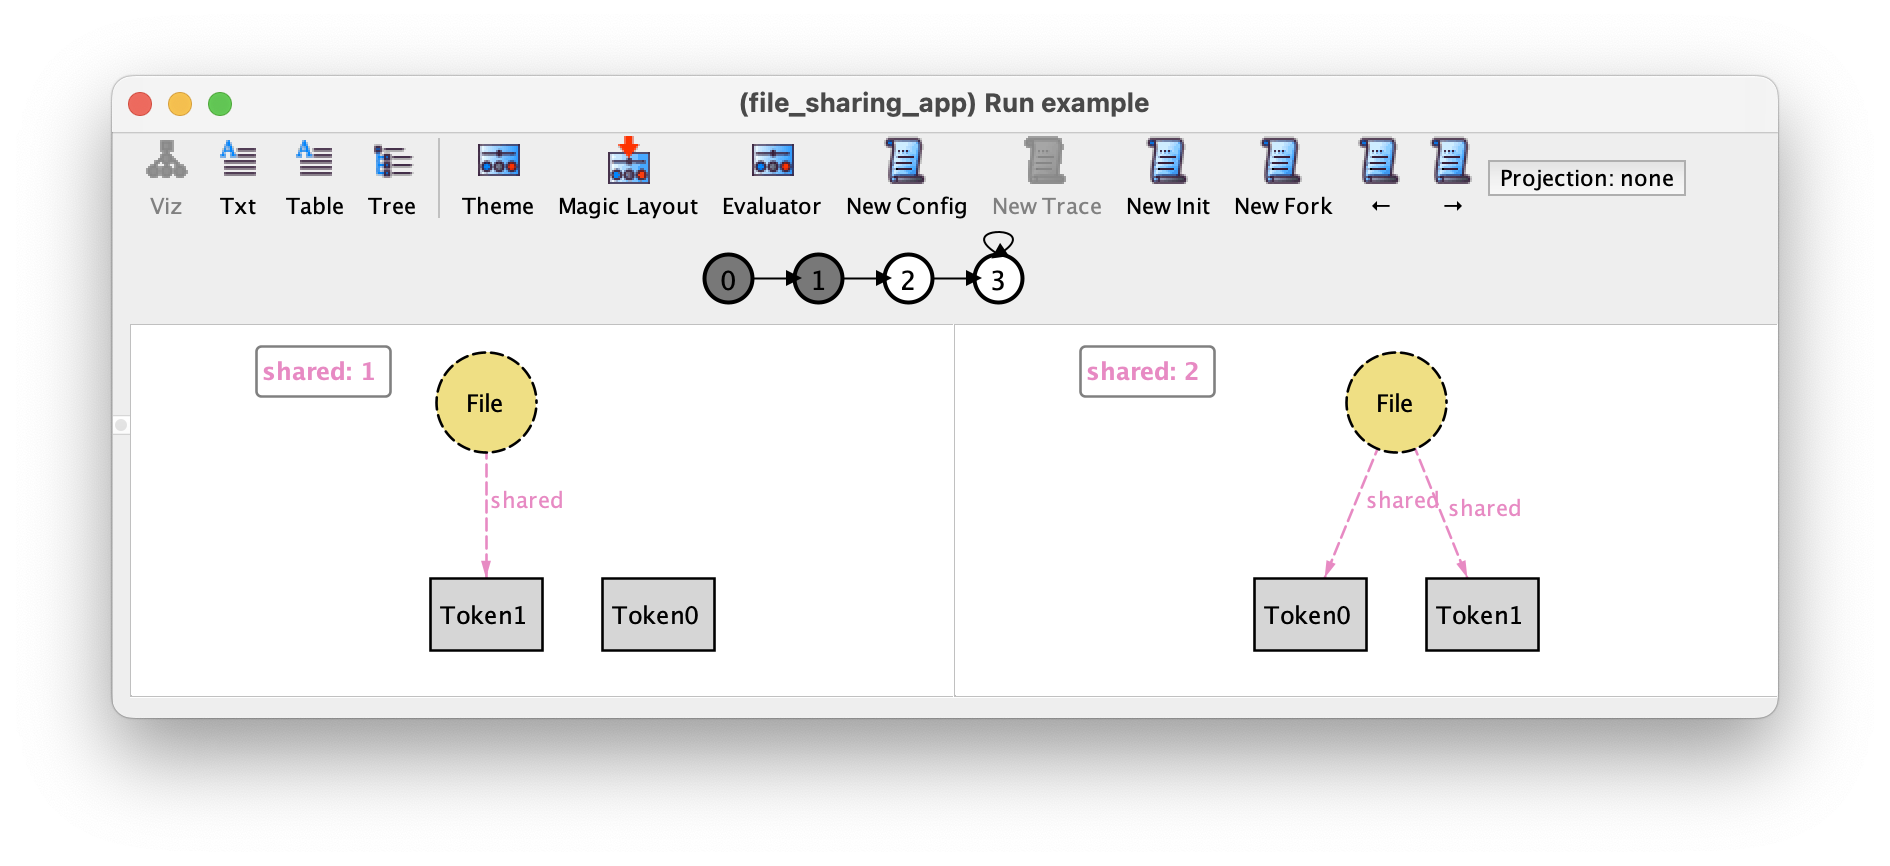 (file_sharing_app) Run example
Viz Txt Table Tree Theme Magic Layout Evaluator New Config New Trace New Init New Fork ← → Projection: none
0 1 2 3
shared: 1
File
shared
Token1 Token0
shared: 2
File
shared shared
Token0 Token1